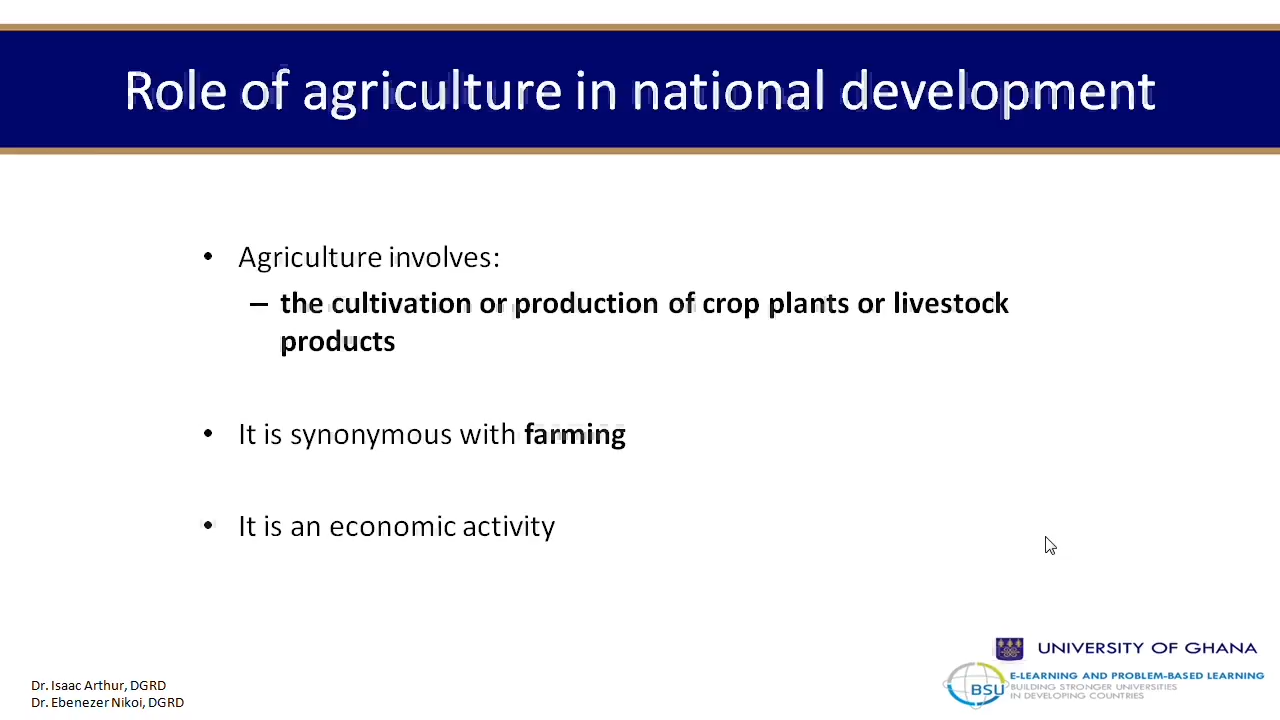 Role of agriculture in national development
• Agriculture involves:
– the cultivation or production of crop plants or livestock
products
• It is synonymous with farming
• It is an economic activity
Dr. Isaac Arthur, DGRD
Dr. Ebenezer Nikoi, DGRD
UNIVERSITY OF GHANA
BSU
E-LEARNING AND PROBLEM-BASED LEARNING
BUILDING STRONGER UNIVERSITIES
IN DEVELOPING COUNTRIES